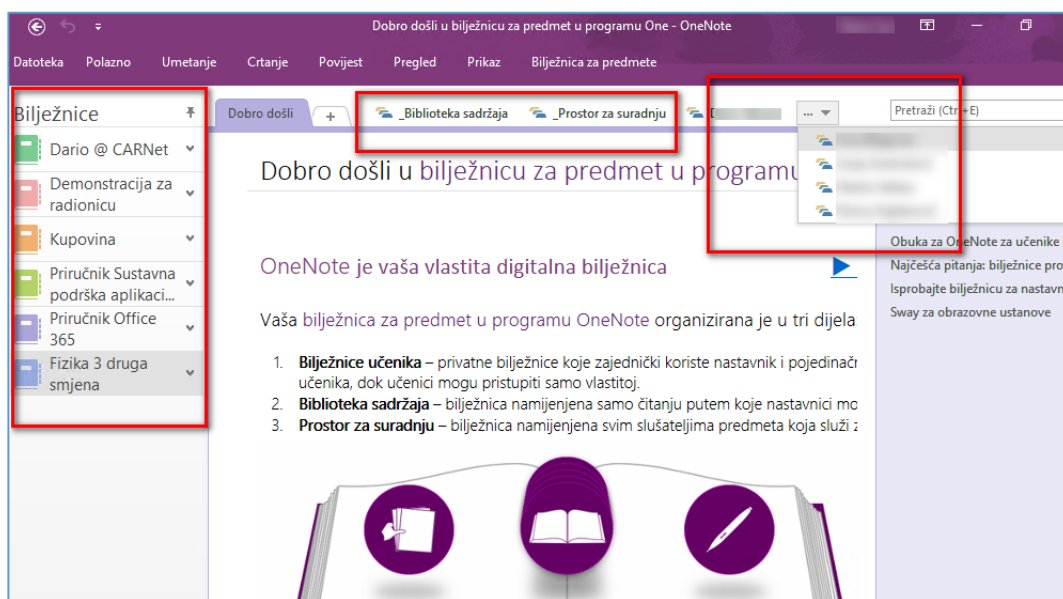 Dobro došli u bilježnicu za predmet u programu One - OneNote
Datoteka Polazno Umetanje Crtanje Povijest Pregled Prikaz Bilježnica za predmete
Bilježnice
Dario @ CARNet
Demonstracija za
radionicu
Kupovina
Priručnik Sustavna
podrška aplikaci...
Priručnik Office
365
Fizika 3 druga
smjena
Dobro došli + _Biblioteka sadržaja _Prostor za suradnju ...
Pretraži (Ctrl+E)
Dobro došli u bilježnicu za predmet u programu
OneNote je vaša vlastita digitalna bilježnica
Vaša bilježnica za predmet u programu OneNote organizirana je u tri dijela
1. Bilježnice učenika – privatne bilježnice koje zajednički koriste nastavnik i pojedinačn
učenika, dok učenici mogu pristupiti samo vlastitoj.
2. Biblioteka sadržaja – bilježnica namijenjena samo čitanju putem koje nastavnici mo
3. Prostor za suradnju – bilježnica namijenjena svim slušateljima predmeta koja služi z
Obuka za OneNote za učenike
Najčešća pitanja: bilježnice pro
Isprobajte bilježnicu za nastavn
Sway za obrazovne ustanove